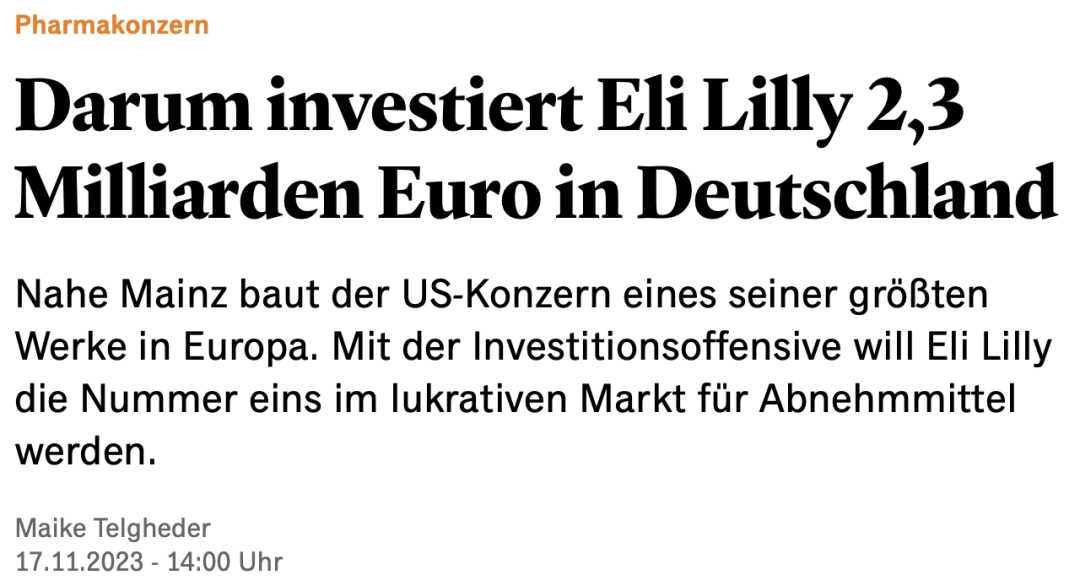 Pharmakonzern
Darum investiert Eli Lilly 2,3
Milliarden Euro in Deutschland
Nahe Mainz baut der US-Konzern eines seiner größten
Werke in Europa. Mit der Investitionsoffensive will Eli Lilly
die Nummer eins im lukrativen Markt für Abnehmmittel
werden.
Maike Telgheder
17.11.2023 - 14:00 Uhr